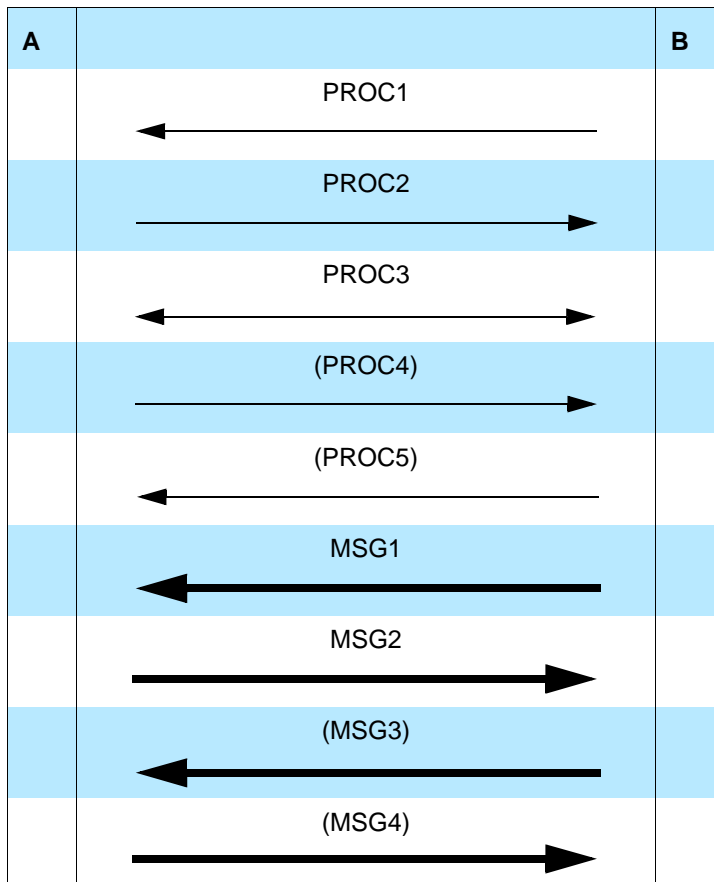 A B
PROC1
PROC2
PROC3
(PROC4)
(PROC5)
MSG1
MSG2
(MSG3)
(MSG4)